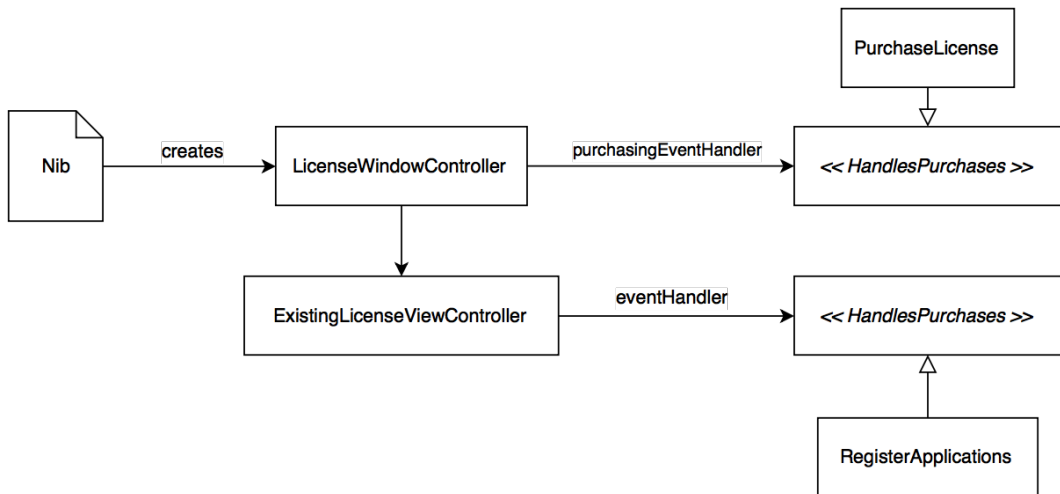 PurchaseLicense
Nib
creates
LicenseWindowController
purchasingEventHandler
<< HandlesPurchases >>
ExistingLicenseViewController
eventHandler
<< HandlesPurchases >>
RegisterApplications